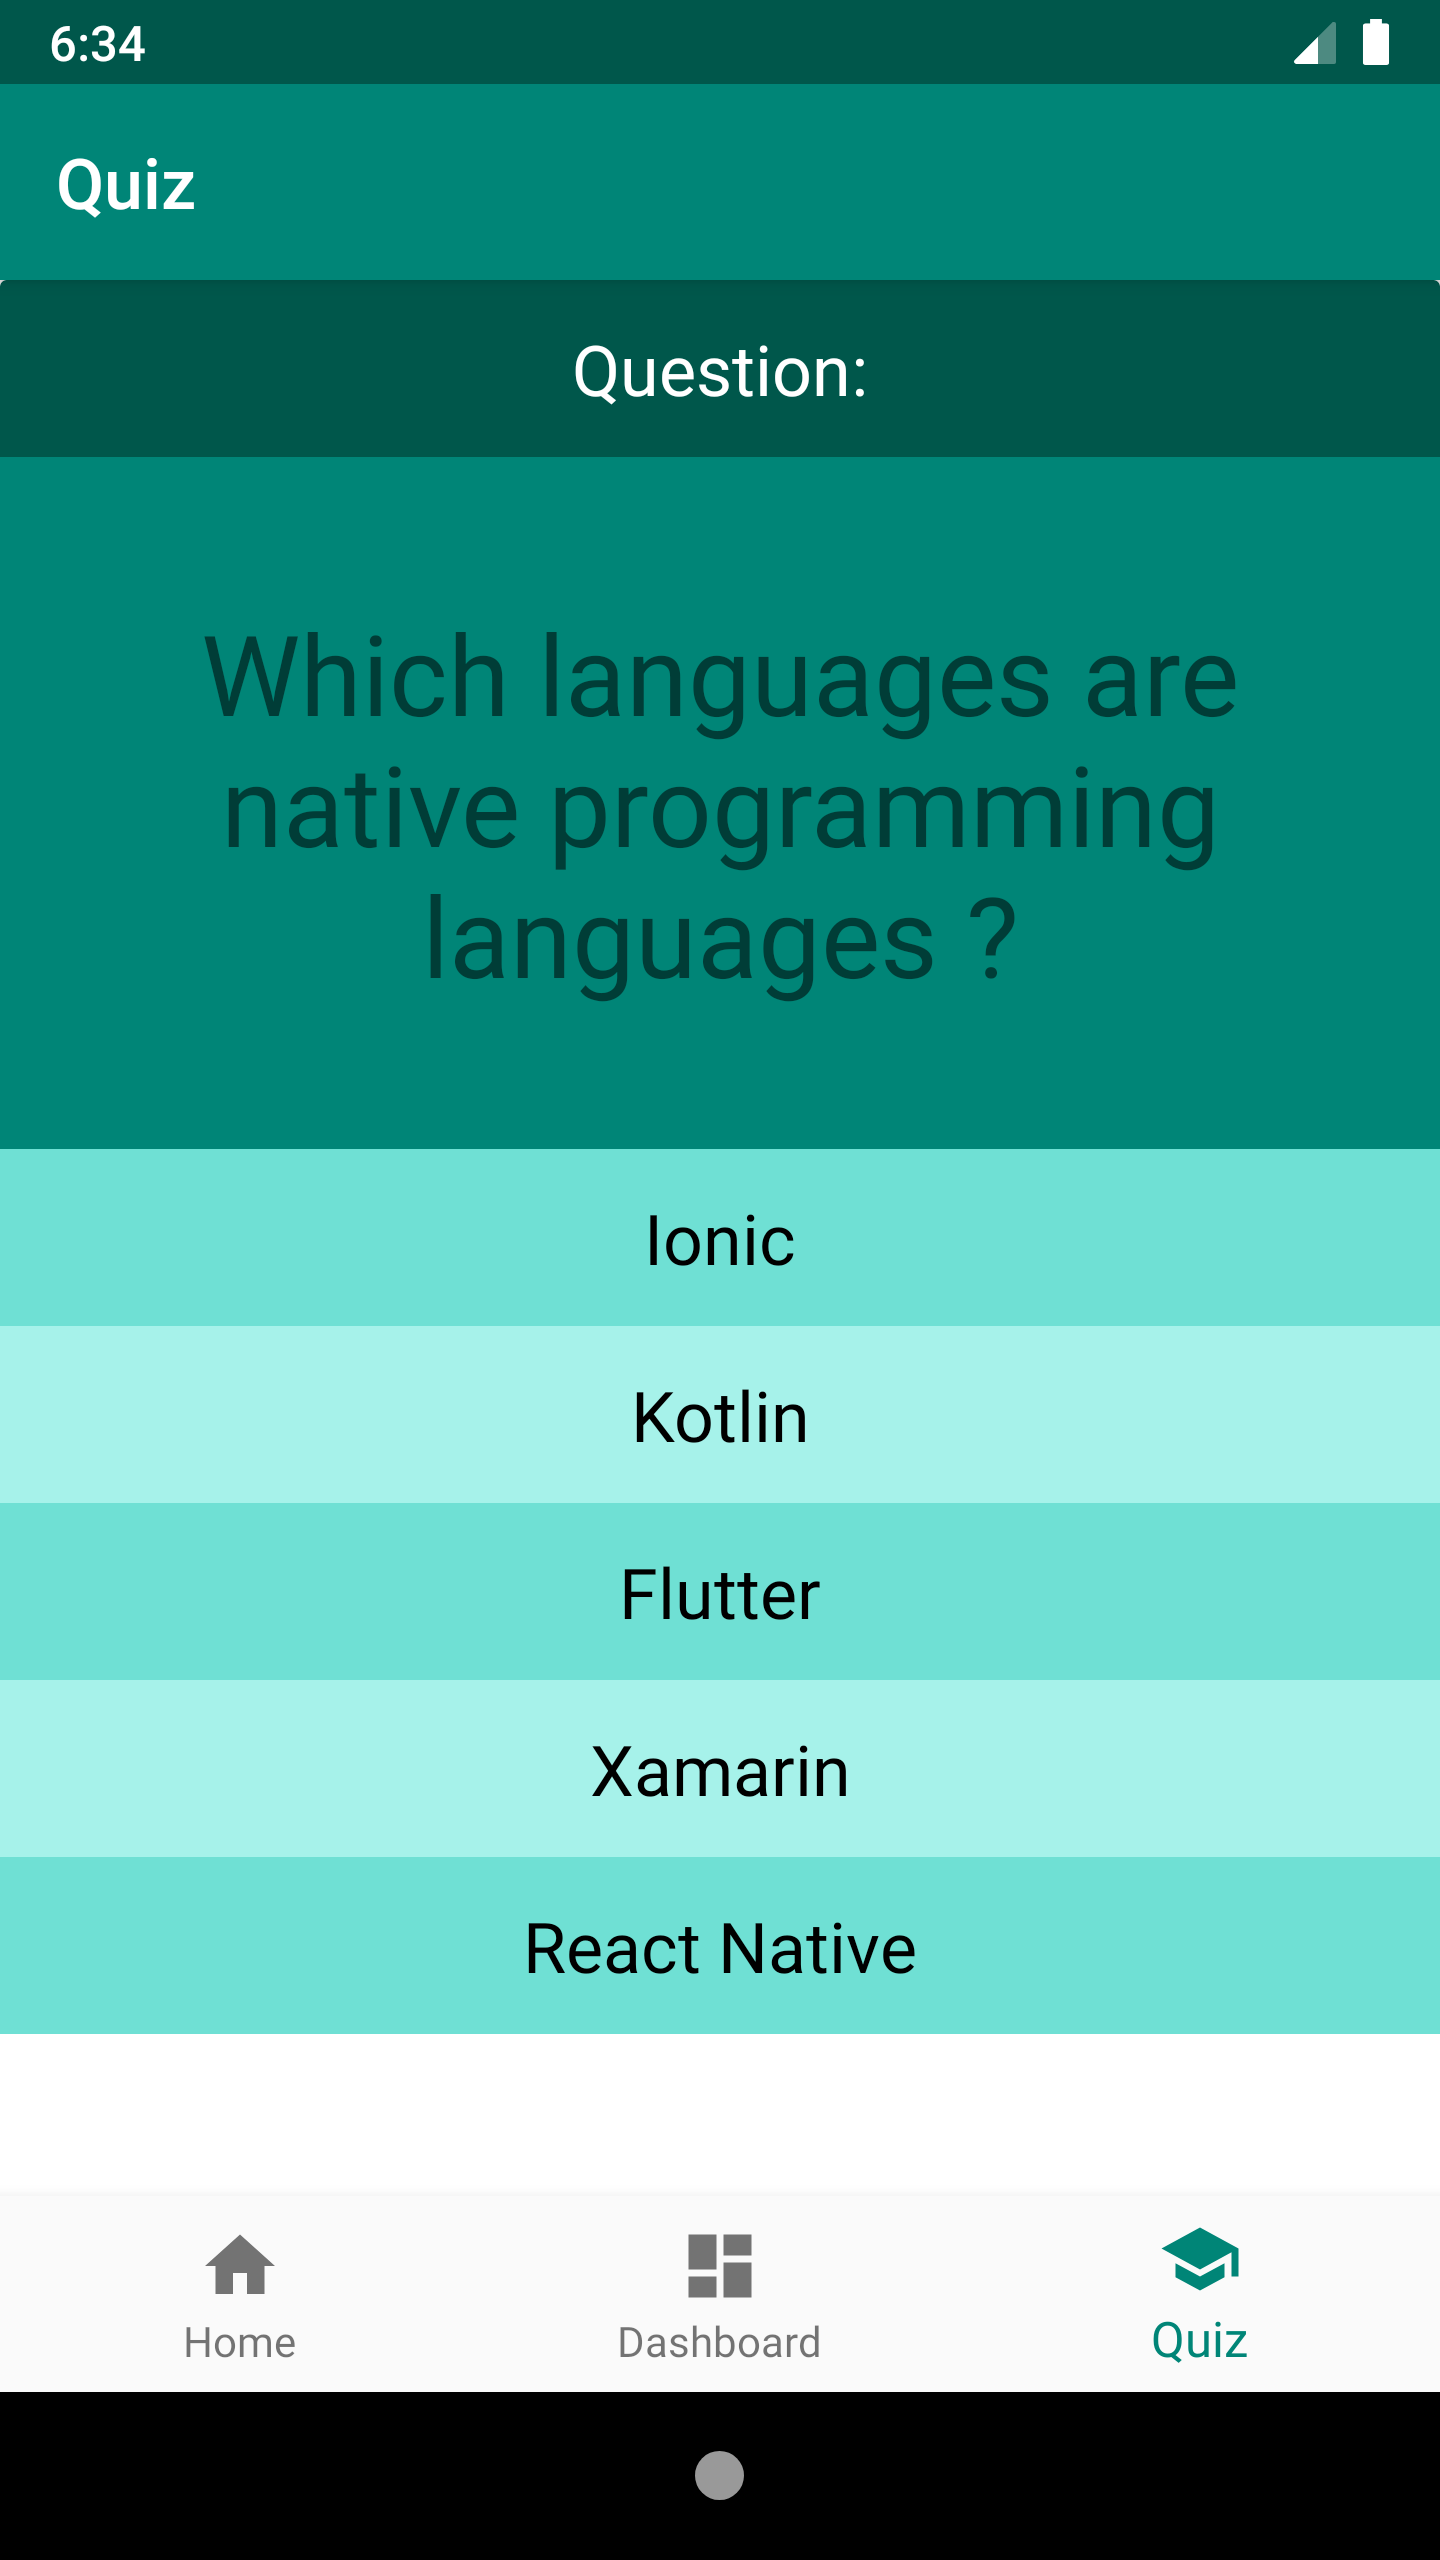 6:34
Quiz
Question:
Which languages are
native programming
languages ?
Ionic
Kotlin
Flutter
Xamarin
React Native
Home
Dashboard
Quiz